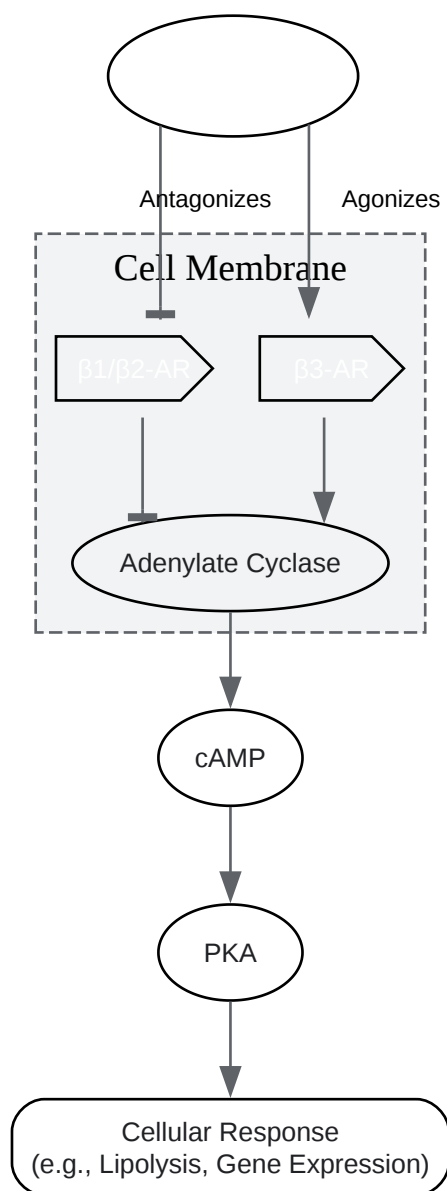 Antagonizes
Agonizes
Cell Membrane
β1/β2-AR
β3-AR
Adenylate Cyclase
cAMP
PKA
Cellular Response
(e.g., Lipolysis, Gene Expression)